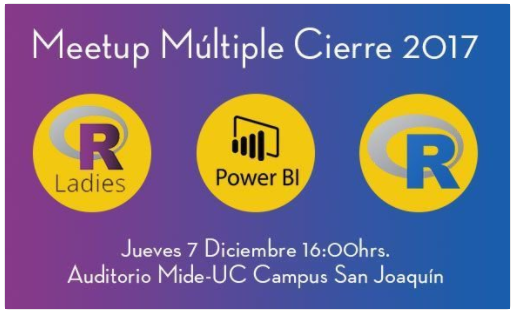 Meetup Múltiple Cierre 2017
R
Ladies
Power BI
R
Jueves 7 Diciembre 16:00hrs.
Auditorio Mide-UC Campus San Joaquín